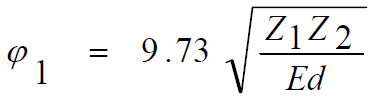 φ₁ = 9.73 √(Z₁Z₂ / Ed)